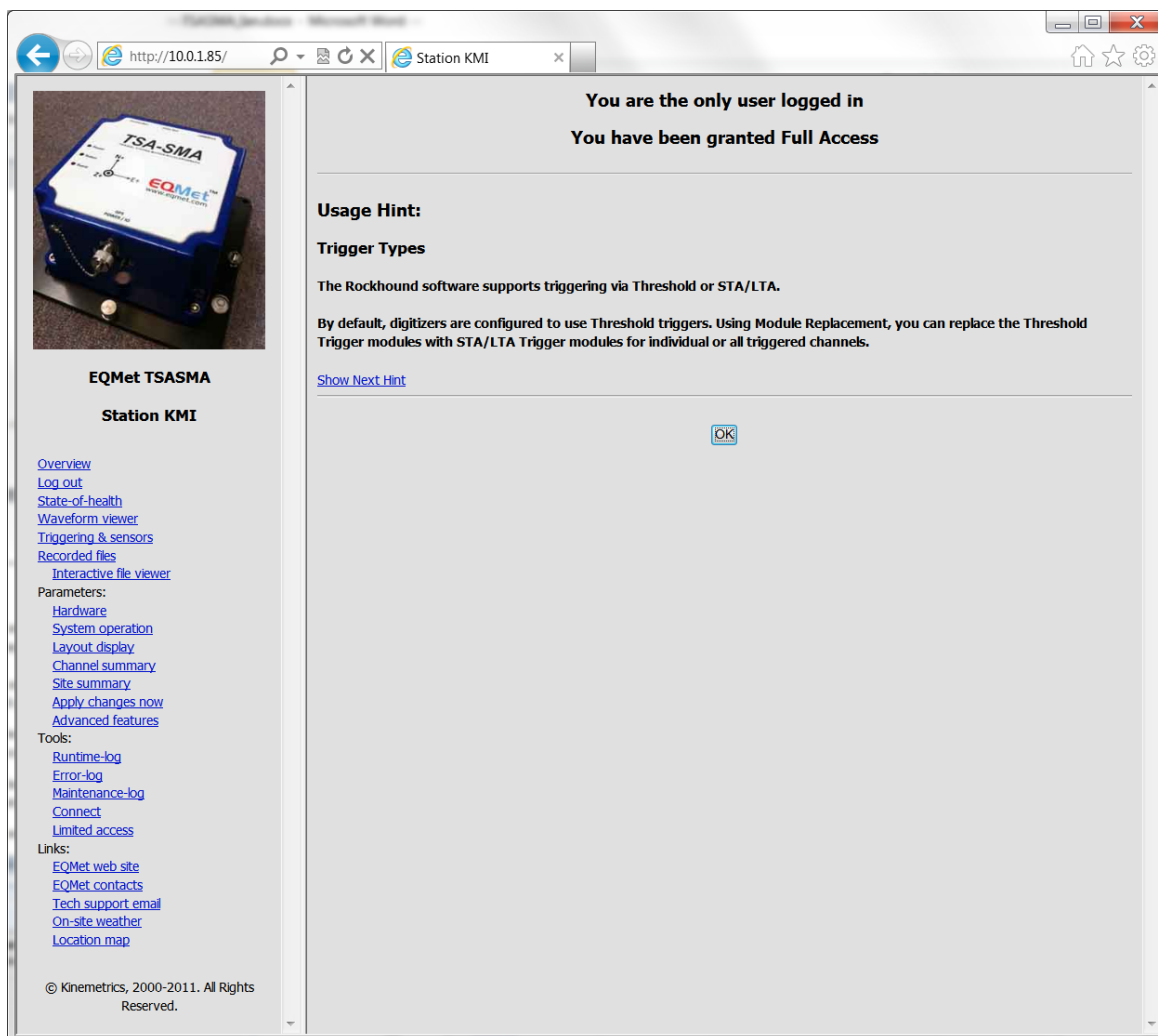 http://10.0.1.85/
Station KMI
TSA-SMA
N+
Z+
E+
EQMet™
www.eqmet.com
GPS
POWER / IO
EQMet TSASMA
Station KMI
Overview
Log out
State-of-health
Waveform viewer
Triggering & sensors
Recorded files
Interactive file viewer
Parameters:
Hardware
System operation
Layout display
Channel summary
Site summary
Apply changes now
Advanced features
Tools:
Runtime-log
Error-log
Maintenance-log
Connect
Limited access
Links:
EQMet web site
EQMet contacts
Tech support email
On-site weather
Location map
© Kinemetrics, 2000-2011. All Rights
Reserved.
You are the only user logged in
You have been granted Full Access
Usage Hint:
Trigger Types
The Rockhound software supports triggering via Threshold or STA/LTA.
By default, digitizers are configured to use Threshold triggers. Using Module Replacement, you can replace the Threshold
Trigger modules with STA/LTA Trigger modules for individual or all triggered channels.
Show Next Hint
OK